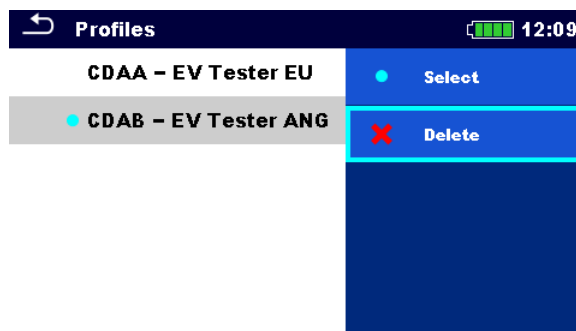 Profiles 12:09
CDAA – EV Tester EU
CDAB – EV Tester ANG
Select
Delete